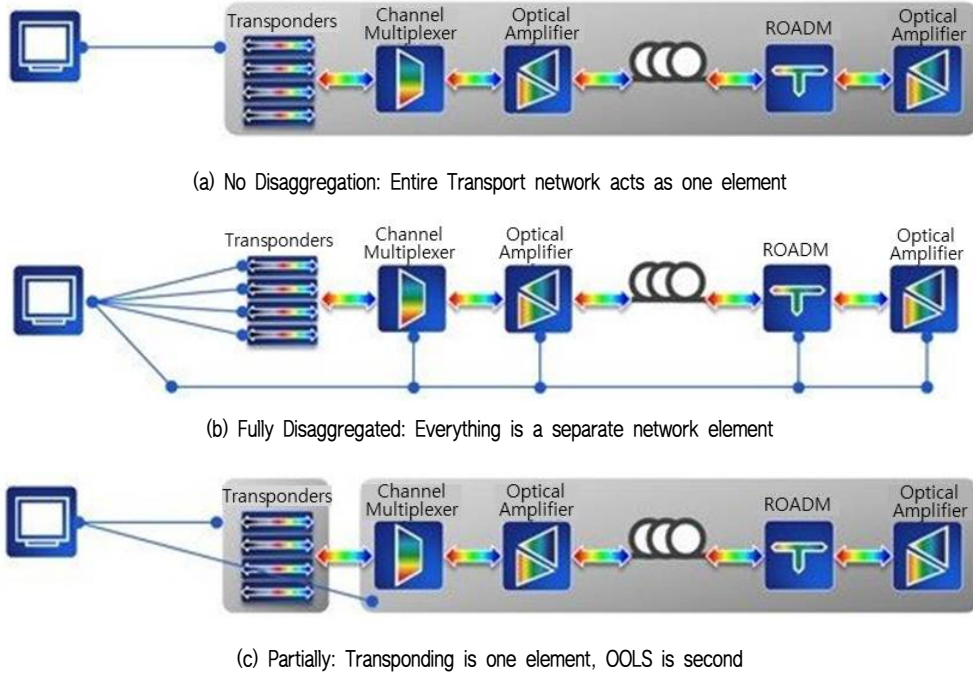 Transponders
Channel
Multiplexer
Optical
Amplifier
ROADM
Optical
Amplifier
(a) No Disaggregation: Entire Transport network acts as one element
Transponders
Channel
Multiplexer
Optical
Amplifier
ROADM
Optical
Amplifier
(b) Fully Disaggregated: Everything is a separate network element
Transponders
Channel
Multiplexer
Optical
Amplifier
ROADM
Optical
Amplifier
(c) Partially: Transponding is one element, OOLS is second